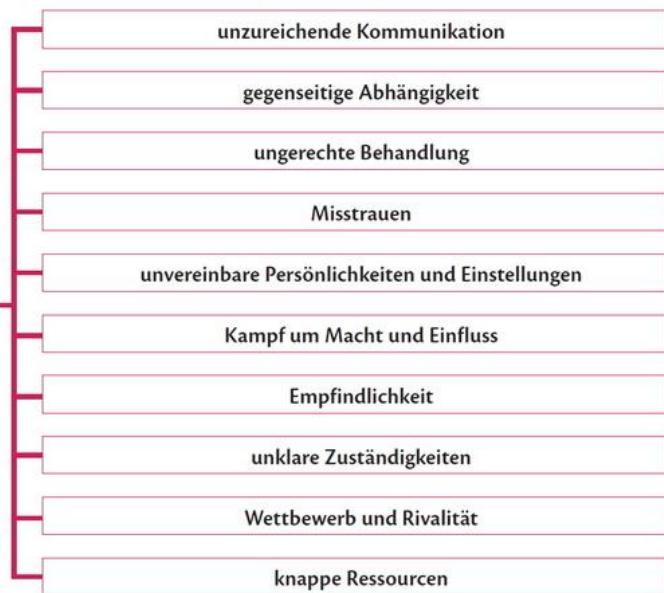 unzureichende Kommunikation
gegenseitige Abhängigkeit
ungerechte Behandlung
Misstrauen
unvereinbare Persönlichkeiten und Einstellungen
Kampf um Macht und Einfluss
Empfindlichkeit
unklare Zuständigkeiten
Wettbewerb und Rivalität
knappe Ressourcen